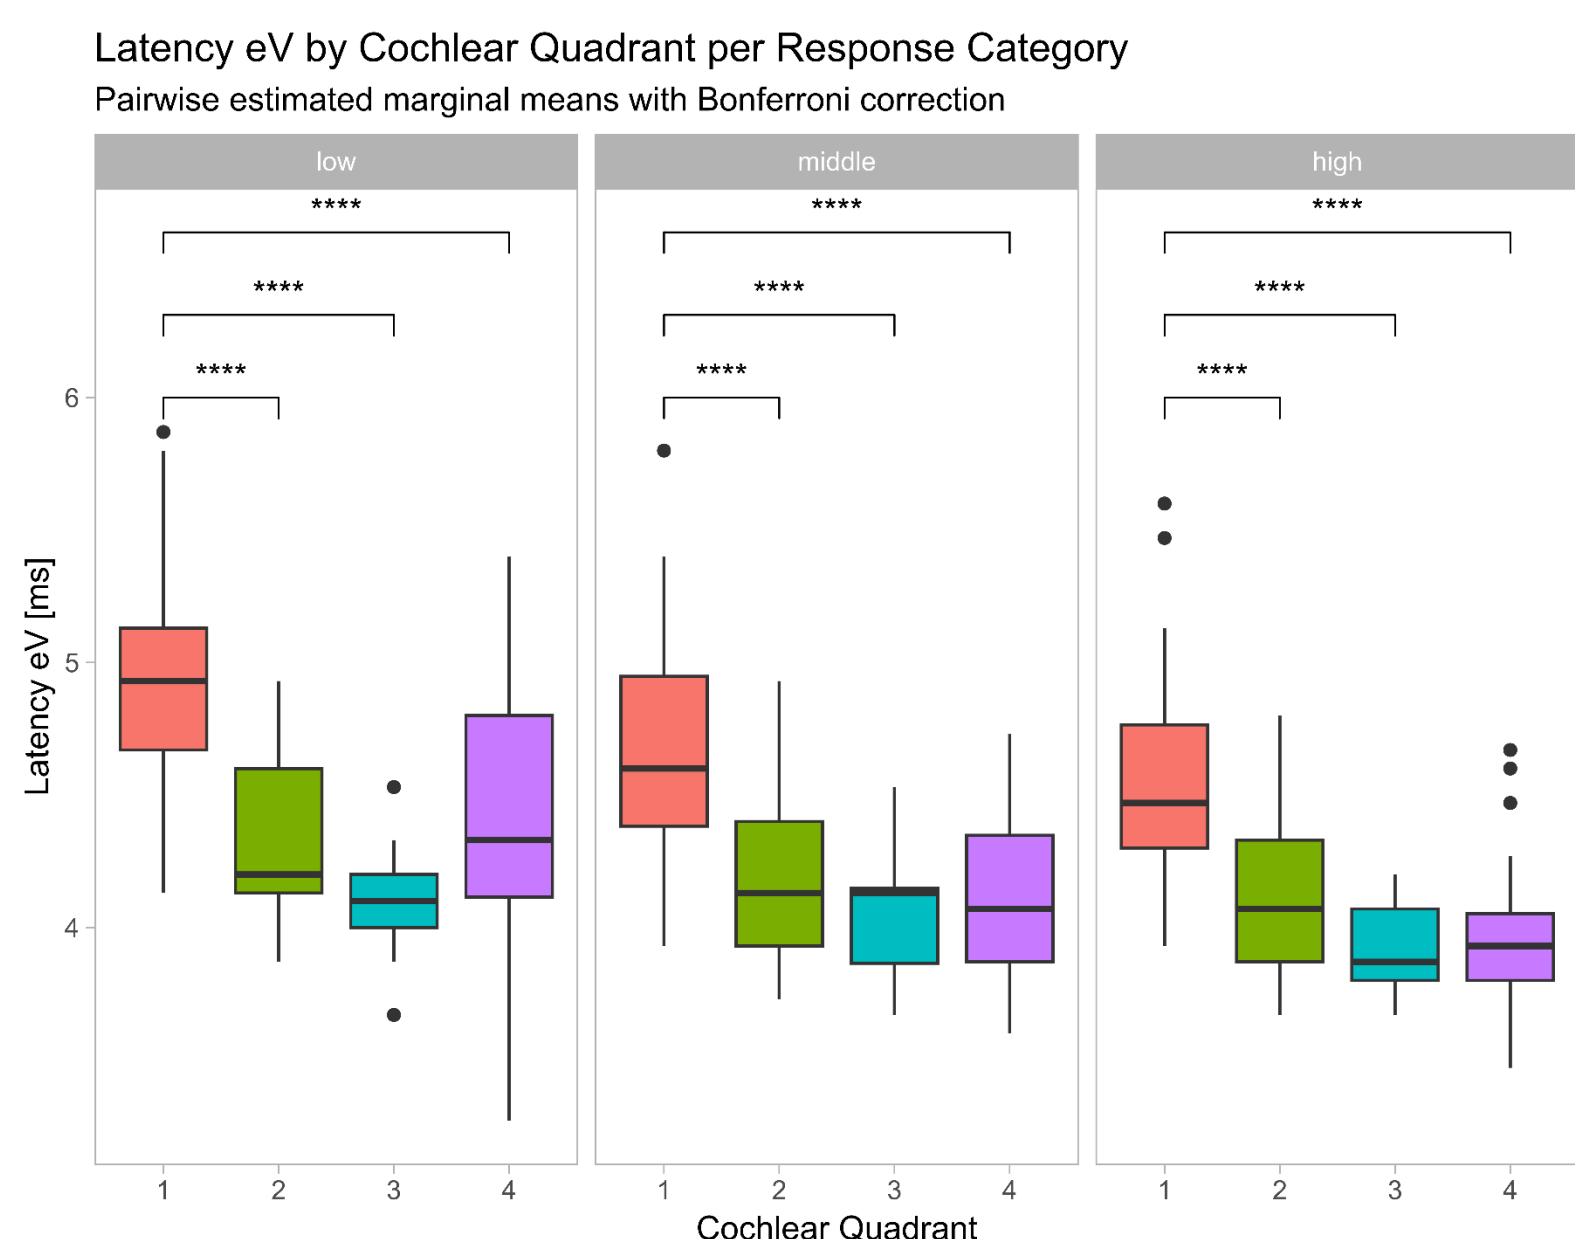 Latency eV by Cochlear Quadrant per Response Category
Pairwise estimated marginal means with Bonferroni correction
low
middle
high
****
****
****
****
****
****
****
****
****
6
5
4
Latency eV [ms]
1 2 3 4
1 2 3 4
1 2 3 4
Cochlear Quadrant